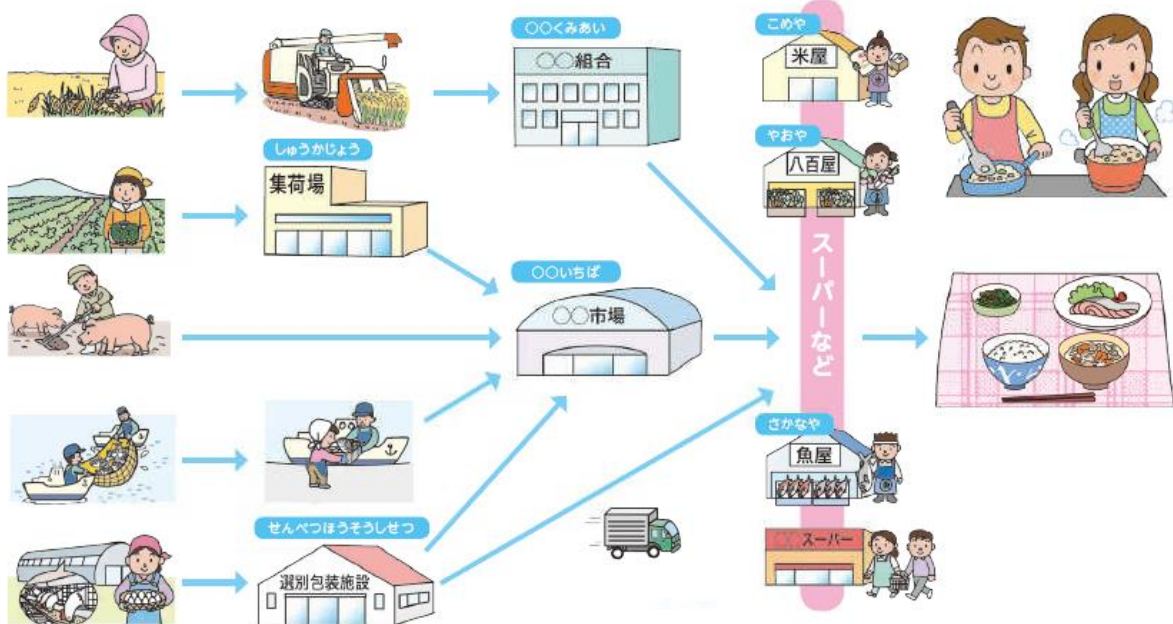 ○○くみあい
○○組合
しゅうかじょう
集荷場
○○いちば
○○市場
せんべつほうそうしせつ
選別包装施設
こめや
米屋
やおや
八百屋
スーパーなど
さかなや
魚屋
○○スーパー